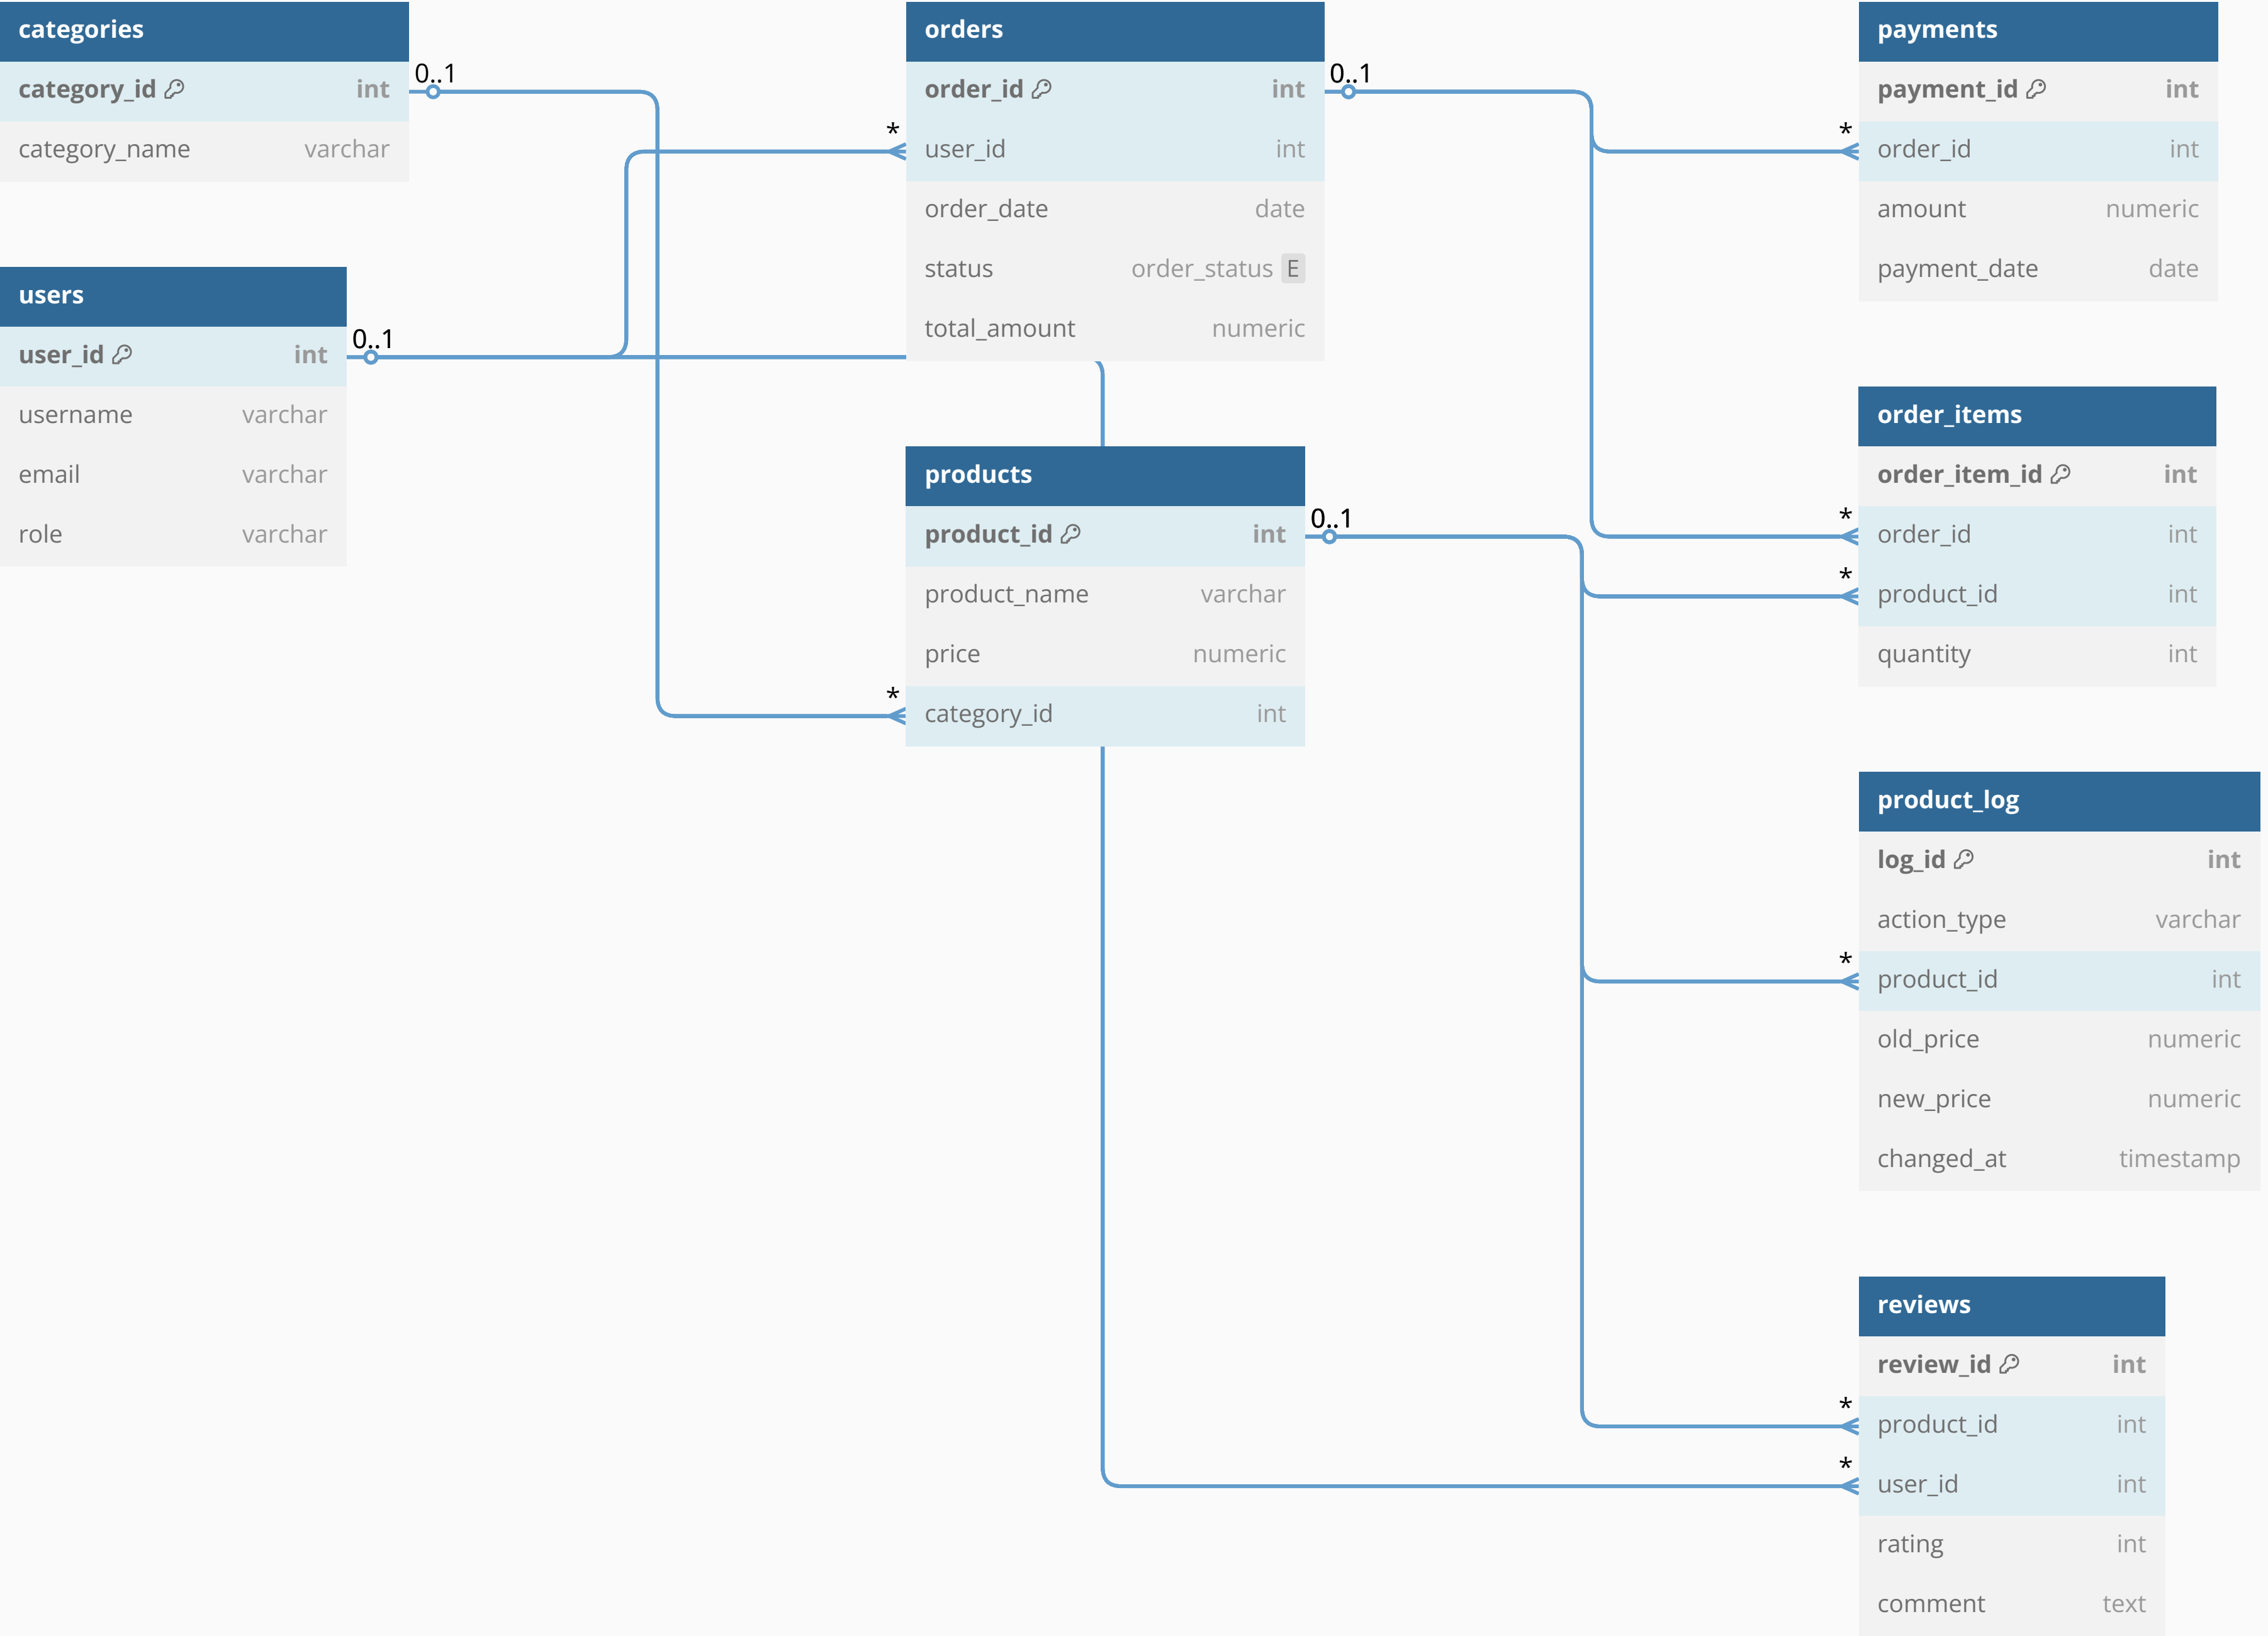 categories
category_id int
category_name varchar
0..1
users
user_id int
username varchar
email varchar
role varchar
0..1
orders
order_id int
user_id int
order_date date
status order_status E
total_amount numeric
*
0..1
products
product_id int
product_name varchar
price numeric
category_id int
0..1
*
payments
payment_id int
order_id int
amount numeric
payment_date date
*
order_items
order_item_id int
order_id int
product_id int
quantity int
*
*
product_log
log_id int
action_type varchar
product_id int
old_price numeric
new_price numeric
changed_at timestamp
*
reviews
review_id int
product_id int
user_id int
rating int
comment text
*
*